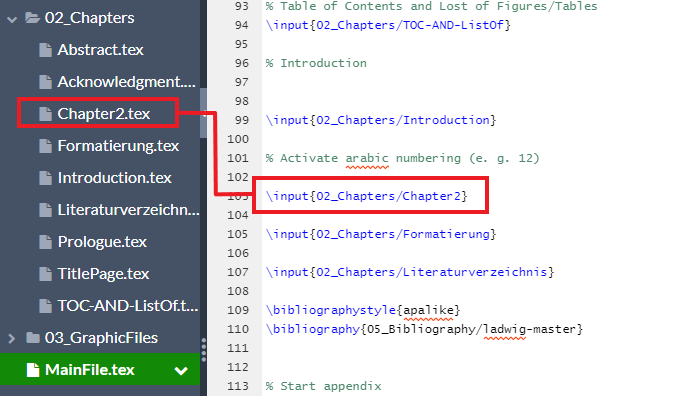 02_Chapters
Abstract.tex
Acknowledgment....
Chapter2.tex
Formatierung.tex
Introduction.tex
Literaturverzeichn...
Prologue.tex
TitlePage.tex
TOC-AND-ListOf.t...
03_GraphicFiles
MainFile.tex
93 % Table of Contents and Lost of Figures/Tables
94 \input{02_Chapters/TOC-AND-ListOf}
95
96 % Introduction
97
98
99 \input{02_Chapters/Introduction}
100
101 % Activate arabic numbering (e. g. 12)
102
103 \input{02_Chapters/Chapter2}
104
105 \input{02_Chapters/Formatierung}
106
107 \input{02_Chapters/Literaturverzeichnis}
108
109 \bibliographystyle{apalike}
110 \bibliography{05_Bibliography/ladwig-master}
111
112
113 % Start appendix